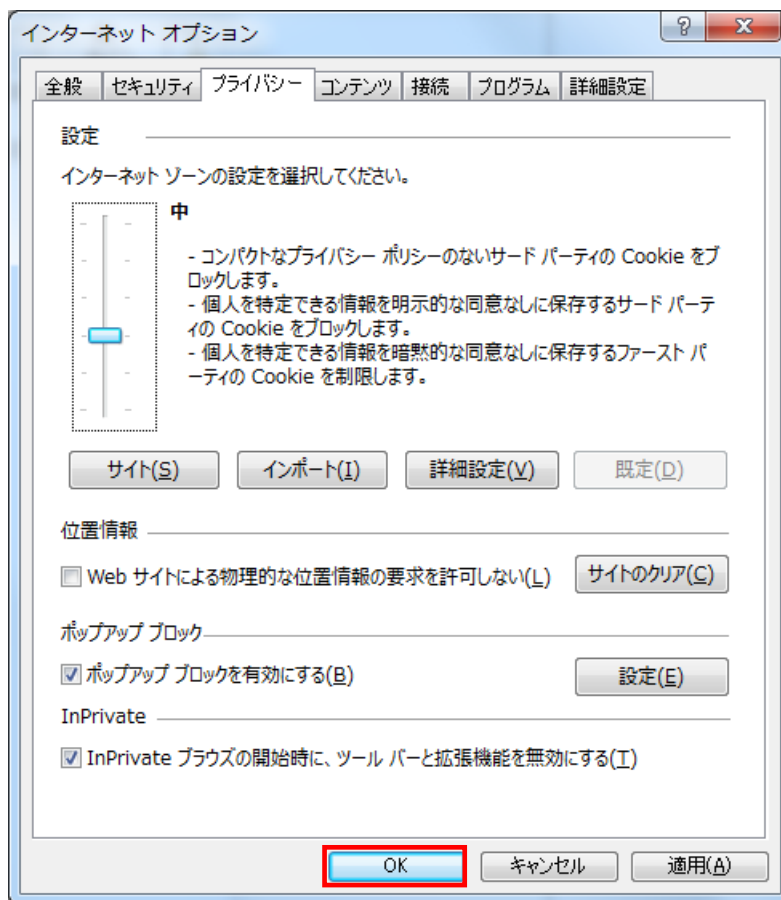 インターネット オプション
全般 セキュリティ プライバシー コンテンツ 接続 プログラム 詳細設定
設定
インターネット ゾーンの設定を選択してください。
中
- コンパクトなプライバシー ポリシーのないサード パーティの Cookie をブ
ロックします。
- 個人を特定できる情報を明示的な同意なしに保存するサード パーテ
ィの Cookie をブロックします。
- 個人を特定できる情報を暗黙的な同意なしに保存するファースト パ
ーティの Cookie を制限します。
サイト(S) インポート(I) 詳細設定(V) 既定(D)
位置情報
Web サイトによる物理的な位置情報の要求を許可しない(L) サイトのクリア(C)
ポップアップ ブロック
ポップアップ ブロックを有効にする(B) 設定(E)
InPrivate
InPrivate ブラウズの開始時に、ツール バーと拡張機能を無効にする(T)
OK キャンセル 適用(A)